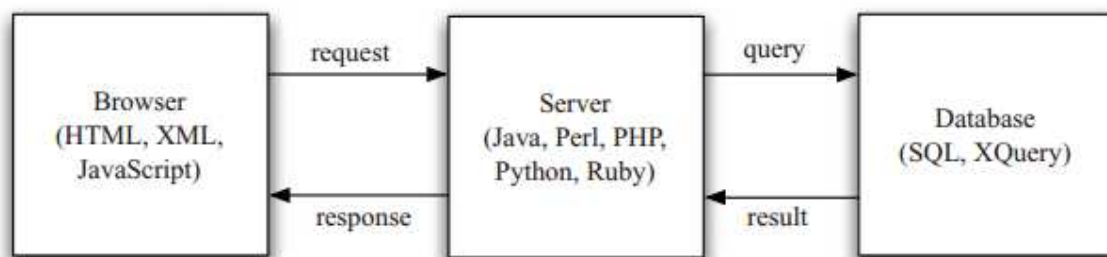 request
query
Browser
(HTML, XML,
JavaScript)
Server
(Java, Perl, PHP,
Python, Ruby)
Database
(SQL, XQuery)
response
result